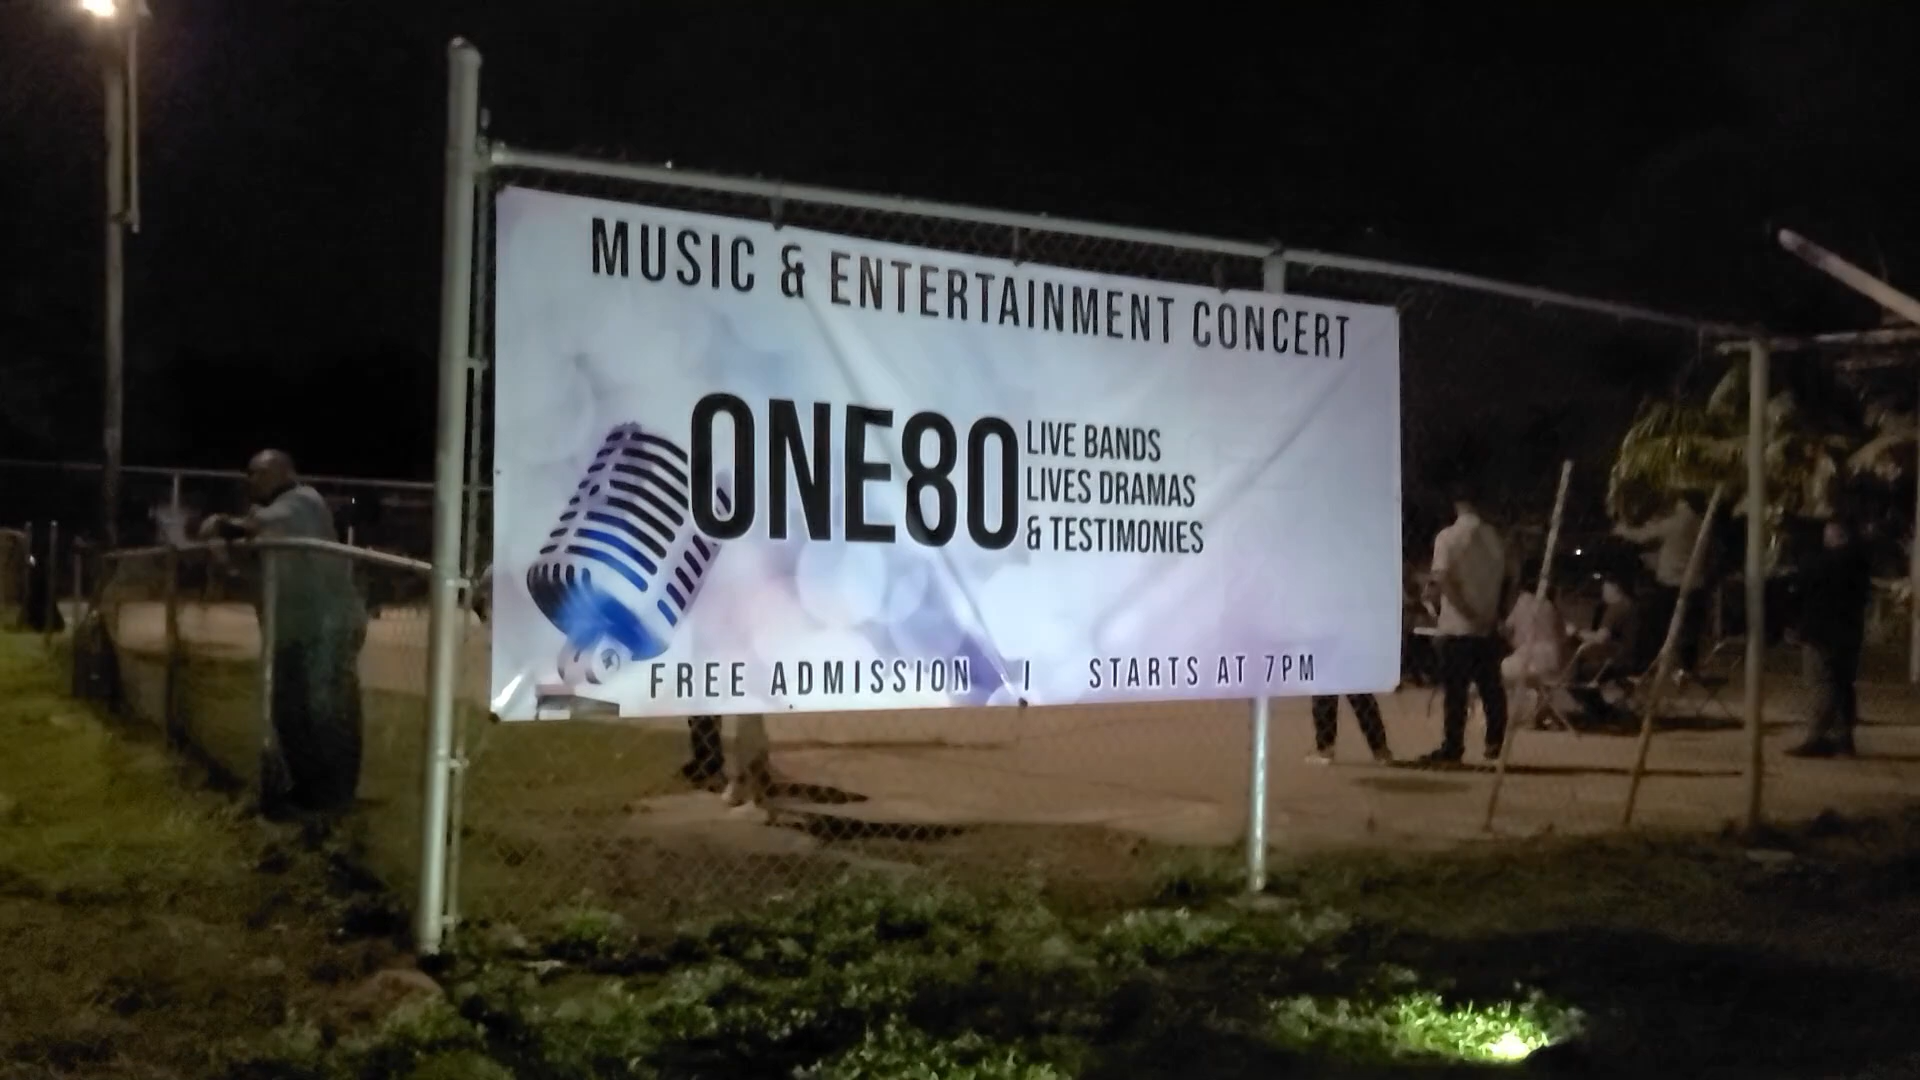 MUSIC & ENTERTAINMENT CONCERT
ONE80
LIVE BANDS
LIVES DRAMAS
& TESTIMONIES
FREE ADMISSION | STARTS AT 7PM